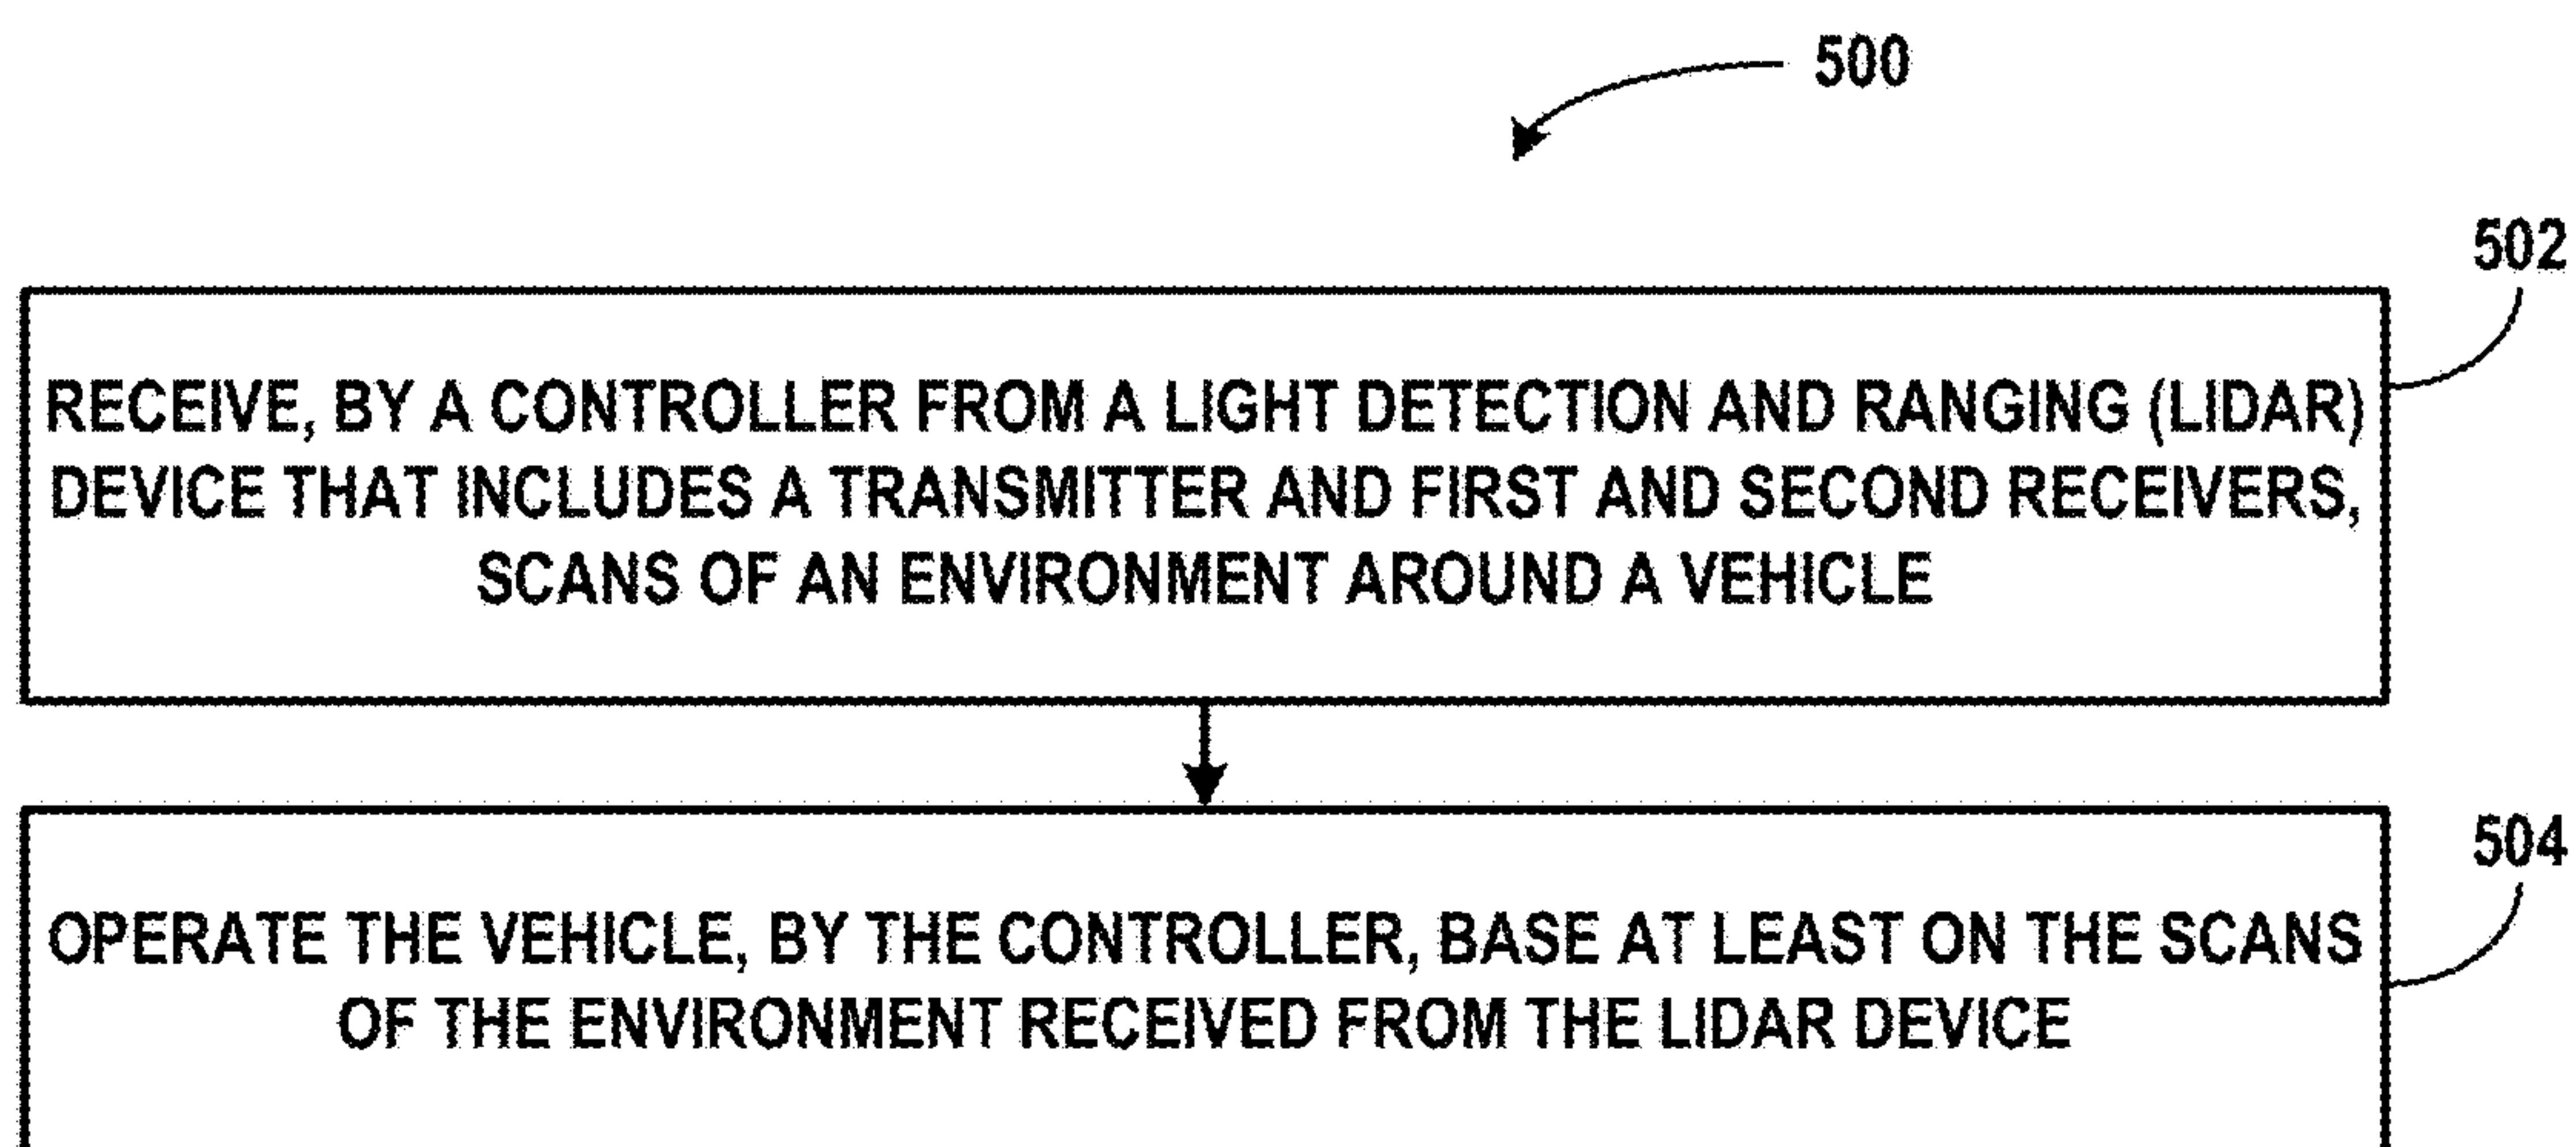 500
502
RECEIVE, BY A CONTROLLER FROM A LIGHT DETECTION AND RANGING (LIDAR)
DEVICE THAT INCLUDES A TRANSMITTER AND FIRST AND SECOND RECEIVERS,
SCANS OF AN ENVIRONMENT AROUND A VEHICLE
504
OPERATE THE VEHICLE, BY THE CONTROLLER, BASE AT LEAST ON THE SCANS
OF THE ENVIRONMENT RECEIVED FROM THE LIDAR DEVICE